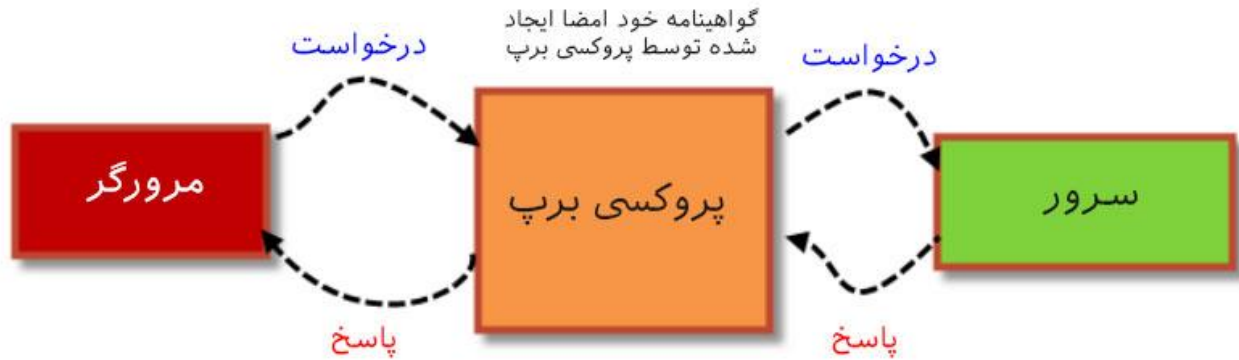 گواهینامه خود امضا ایجاد
شده توسط پروکسی برپ
درخواست
درخواست
مرورگر
پروکسی برپ
سرور
پاسخ
پاسخ